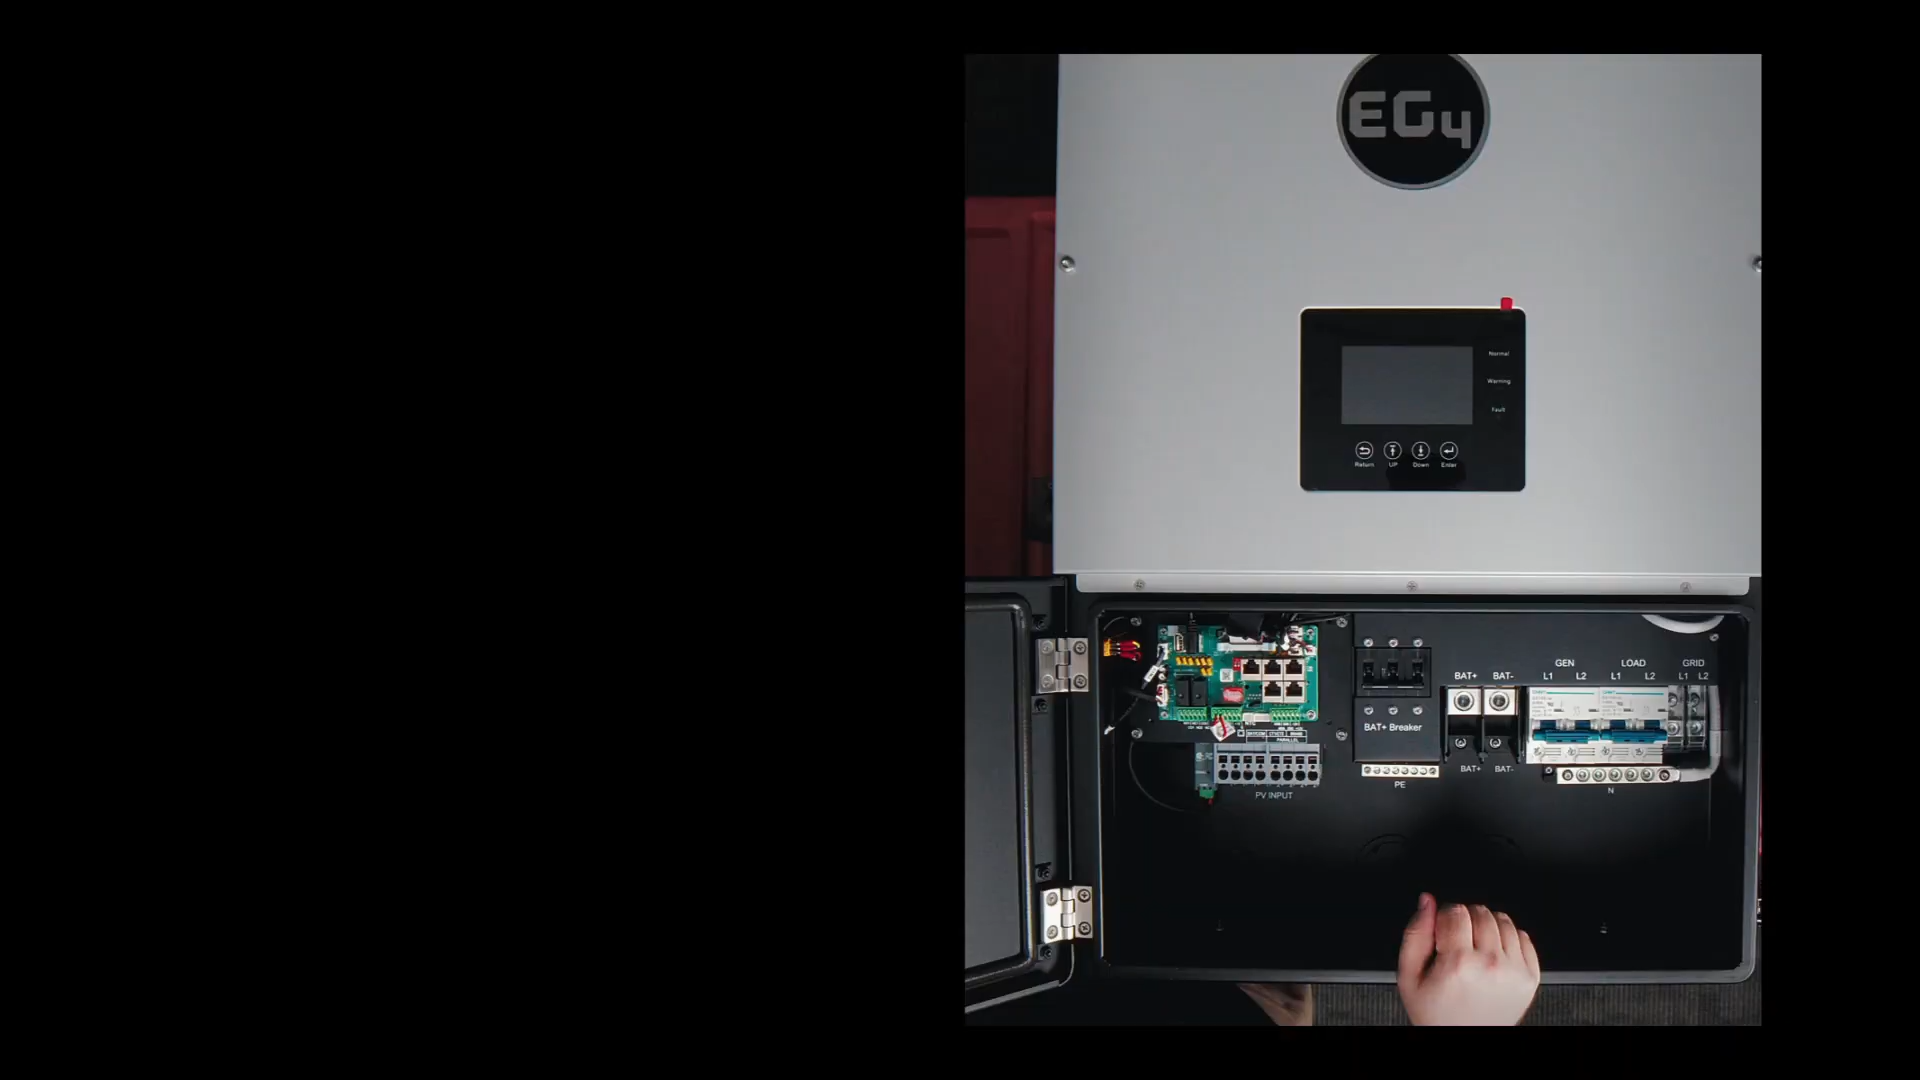 EG4
Normal
Warning
Fault
Return UP Down Enter
GEN LOAD GRID
BAT+ BAT- L1 L2 L1 L2 L1 L2
BAT+ Breaker
PARALLEL
BAT+ BAT-
PE
N
PV INPUT